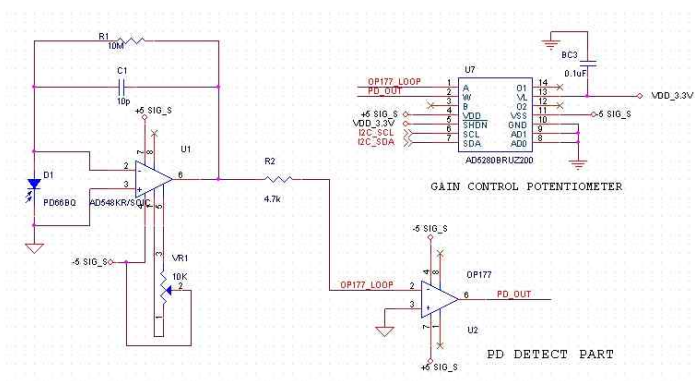 R1
10M
C1
10p
+5 SIG_S
7
8
U1
2
-
3
+
6
D1
PD66BQ
AD548KR/SOIC
4
-5 SIG_S
3
VR1
10K
2
1
R2
4.7k
BC3
0.1uF
U7
OP177_LOOP
PD_OUT
+5 SIG_S
VDD_3.3V
I2C_SCL
I2C_SDA
1 A O1 14
2 W VL 13
3 B O2 12
4 VDD VSS 11
5 SHDN GND 10
6 SCL AD1 9
7 SDA AD0 8
VDD_3.3V
-5 SIG_S
AD5280BRUZ200
GAIN CONTROL POTENTIOMETER
-5 SIG_S
4
8
OP177
OP177_LOOP
2
-
3
+
6
PD_OUT
7
1
U2
+5 SIG_S
PD DETECT PART